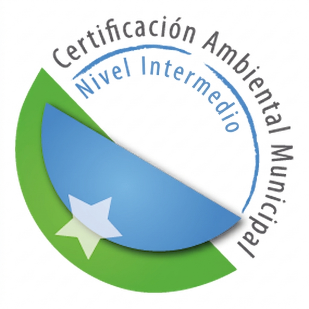 Certificación Ambiental Municipal
Nivel Intermedio